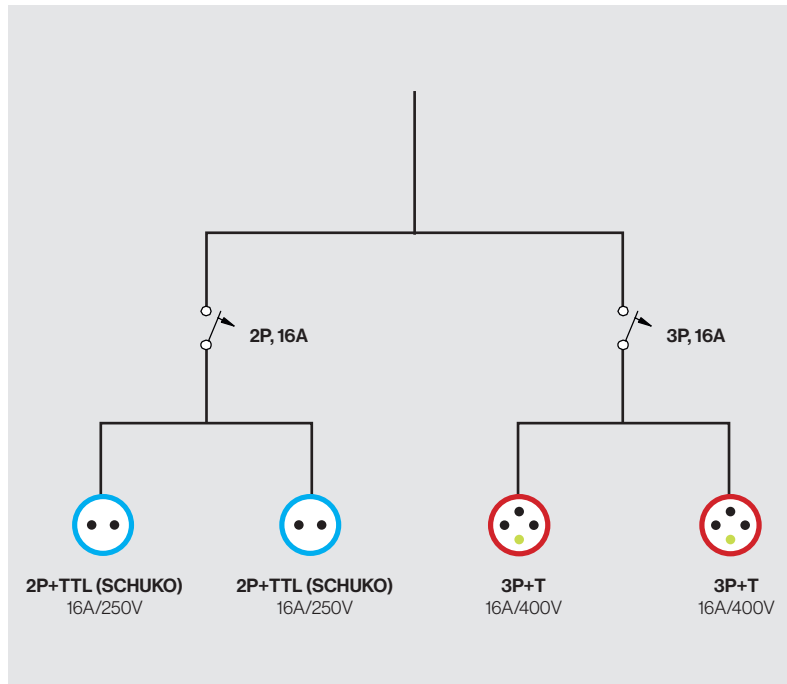 2P, 16A
3P, 16A
2P+TTL (SCHUKO)
16A/250V
2P+TTL (SCHUKO)
16A/250V
3P+T
16A/400V
3P+T
16A/400V